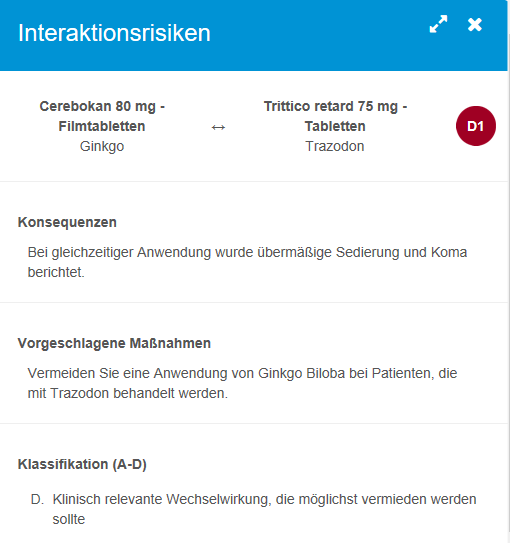 Interaktionsrisiken
Cerebokan 80 mg -
Filmtabletten
Ginkgo
↔
Trittico retard 75 mg -
Tabletten
Trazodon
D1
Konsequenzen
Bei gleichzeitiger Anwendung wurde übermäßige Sedierung und Koma
berichtet.
Vorgeschlagene Maßnahmen
Vermeiden Sie eine Anwendung von Ginkgo Biloba bei Patienten, die
mit Trazodon behandelt werden.
Klassifikation (A-D)
D. Klinisch relevante Wechselwirkung, die möglichst vermieden werden
sollte